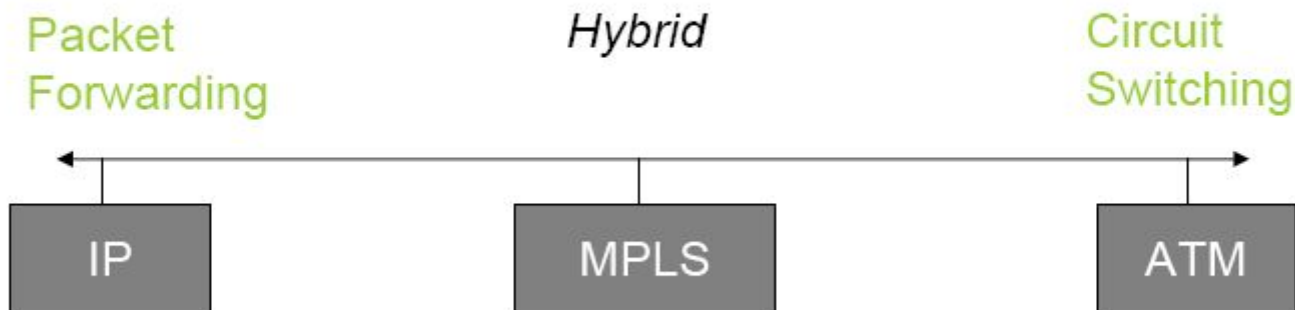 Packet
Forwarding
Hybrid
Circuit
Switching
IP
MPLS
ATM